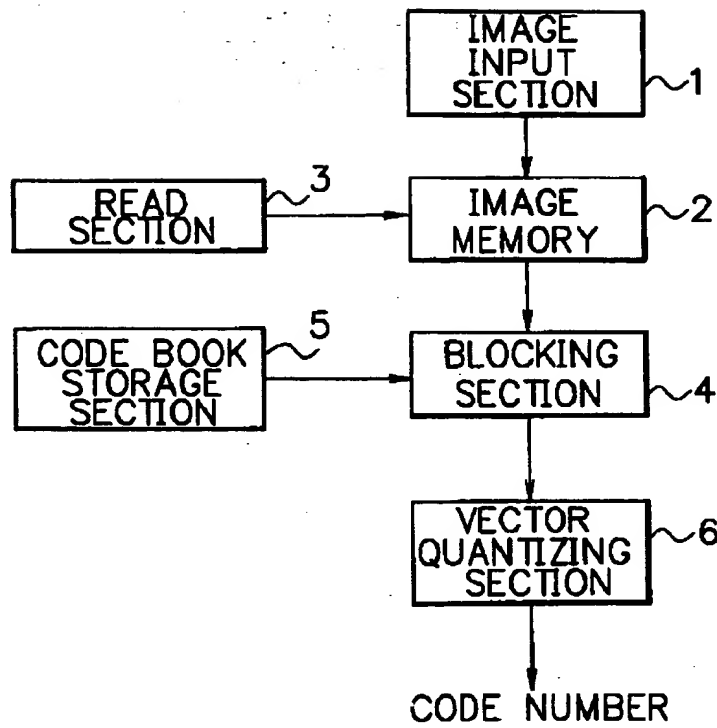 IMAGE
INPUT
SECTION
1
READ
SECTION
3
IMAGE
MEMORY
2
CODE BOOK
STORAGE
SECTION
5
BLOCKING
SECTION
4
VECTOR
QUANTIZING
SECTION
6
CODE NUMBER